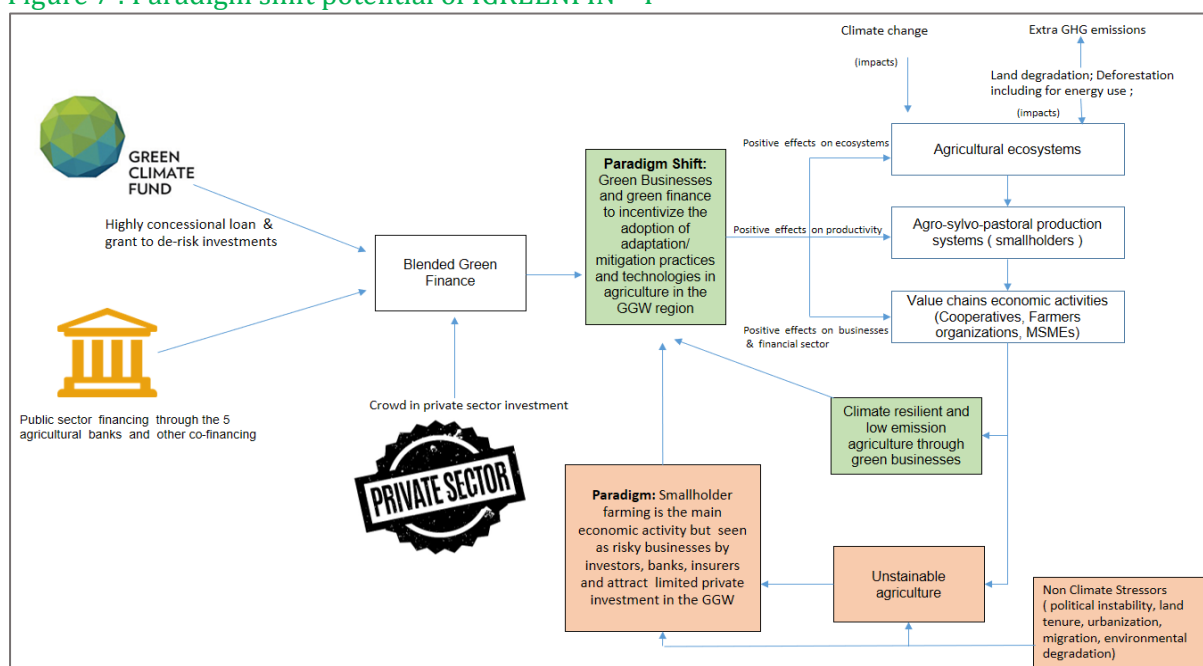 Figure 7 : Paradigm shift potential of IGREENFIN – I
Climate change
(impacts)
Extra GHG emissions
Land degradation; Deforestation
including for energy use ;
(impacts)
GREEN
CLIMATE
FUND
Highly concessional loan &
grant to de-risk investments
Blended Green
Finance
Public sector financing through the 5
agricultural banks and other co-financing
Crowd in private sector investment
PRIVATE SECTOR
Paradigm Shift:
Green Businesses
and green finance
to incentivize the
adoption of
adaptation/
mitigation practices
and technologies in
agriculture in the
GGW region
Positive effects on ecosystems
Positive effects on productivity
Positive effects on businesses
& financial sector
Agricultural ecosystems
Agro-sylvo-pastoral production
systems ( smallholders )
Value chains economic activities
(Cooperatives, Farmers
organizations, MSMEs)
Climate resilient and
low emission
agriculture through
green businesses
Paradigm: Smallholder
farming is the main
economic activity but seen
as risky businesses by
investors, banks, insurers
and attract limited private
investment in the GGW
Unstainable
agriculture
Non Climate Stressors
( political instability, land
tenure, urbanization,
migration, environmental
degradation)